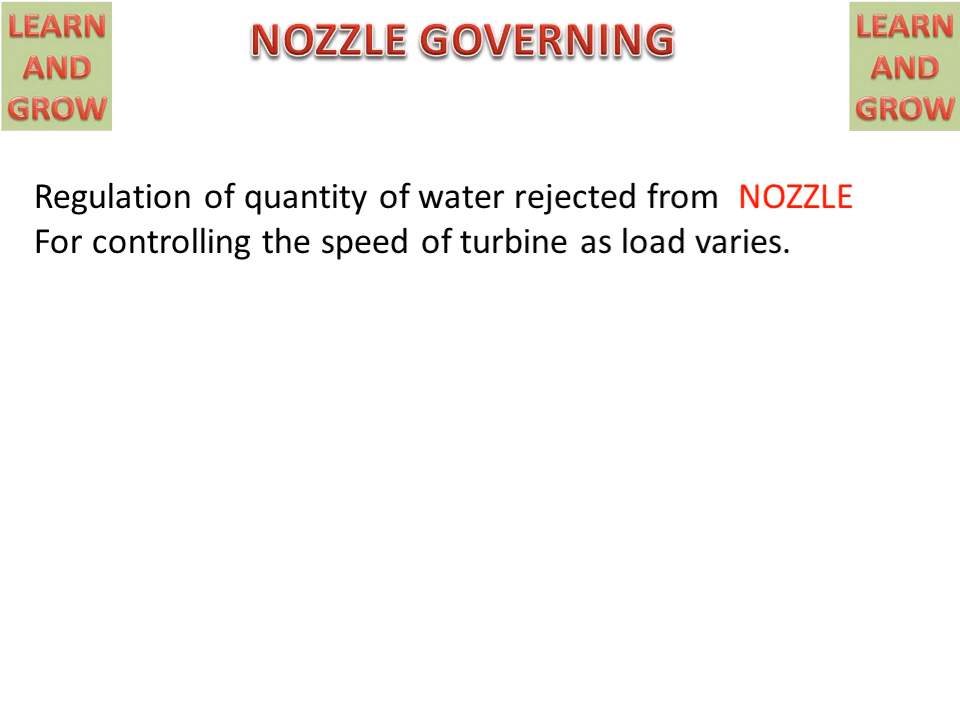 LEARN
AND
GROW
NOZZLE GOVERNING
LEARN
AND
GROW
Regulation of quantity of water rejected from NOZZLE
For controlling the speed of turbine as load varies.